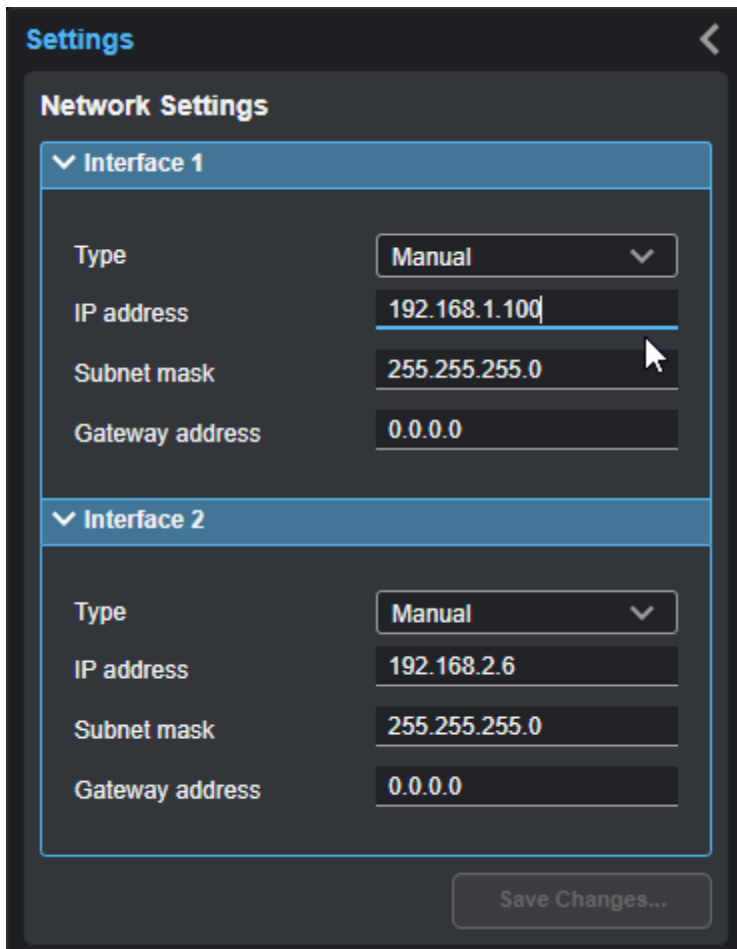 Settings
Network Settings
Interface 1
Type Manual
IP address 192.168.1.100
Subnet mask 255.255.255.0
Gateway address 0.0.0.0
Interface 2
Type Manual
IP address 192.168.2.6
Subnet mask 255.255.255.0
Gateway address 0.0.0.0
Save Changes...